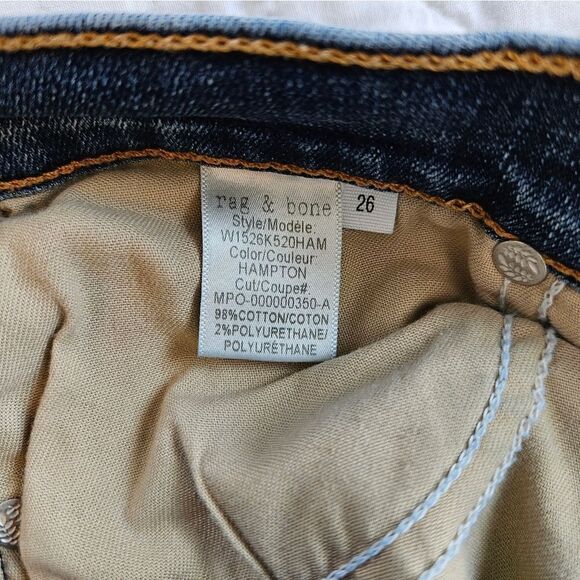 rag & bone
26
Style/Modèle:
W1526K520HAM
Color/Couleur:
HAMPTON
Cut/Coupe#:
MPO-000000350-A
98%COTTON/COTON
2%POLYURETHANE/
POLYURÉTHANE